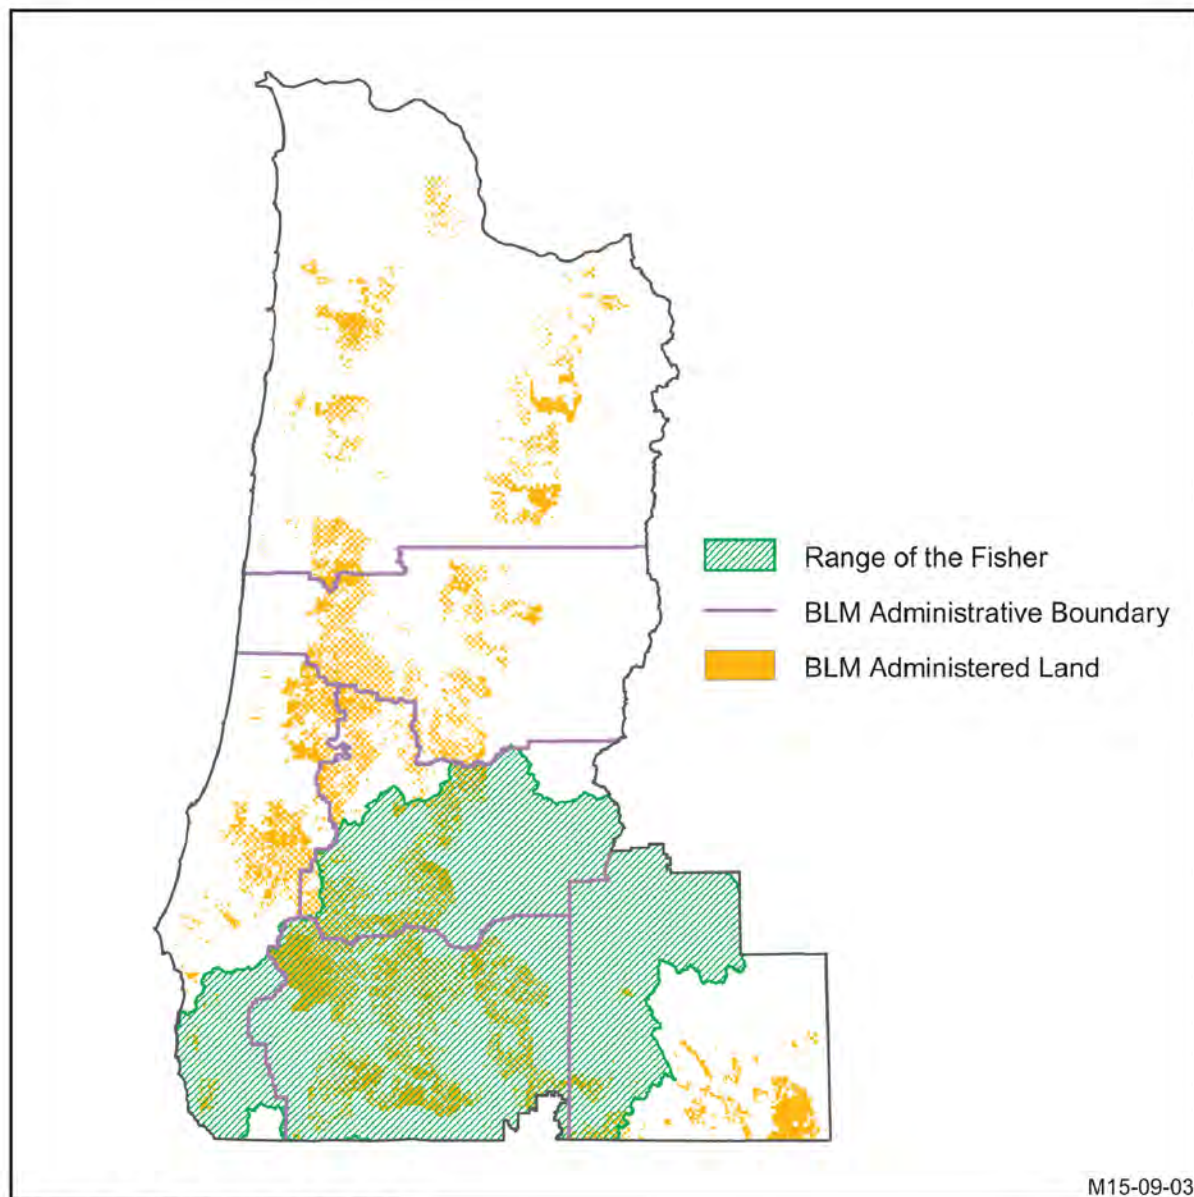 Range of the Fisher
BLM Administrative Boundary
BLM Administered Land
M15-09-03